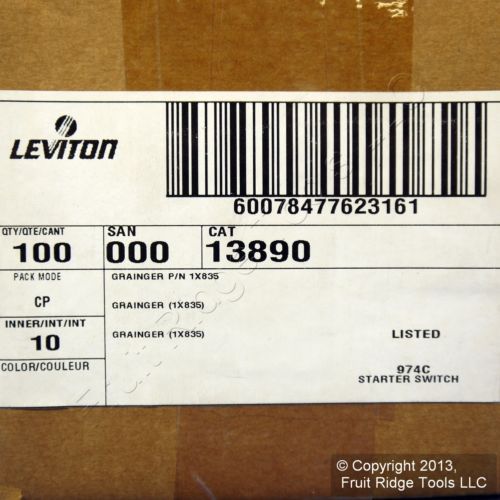 LEVITON
60078477623161
QTY/QTE/CANT
100
SAN
000
CAT
13890
PACK MODE
CP
GRAINGER P/N 1X835
GRAINGER (1X835)
INNER/INT/INT
10
GRAINGER (1X835)
LISTED
COLOR/COULEUR
974C
STARTER SWITCH
© Copyright 2013,
Fruit Ridge Tools LLC